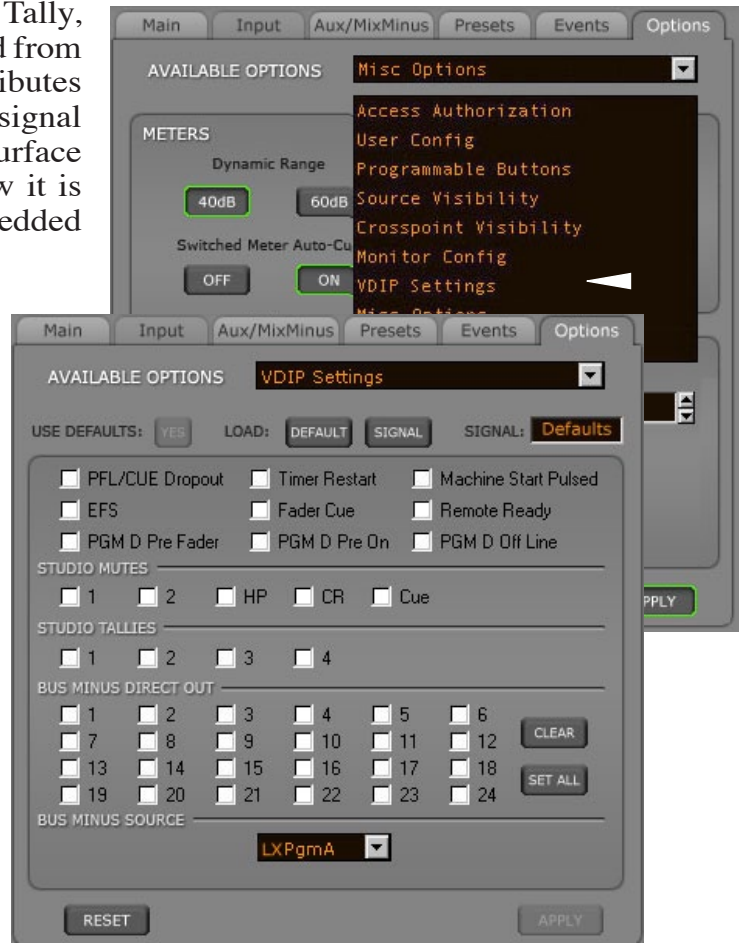 Tally,
d from
ributes
signal
urface
w it is
edded
Main Input Aux/MixMinus Presets Events Options
AVAILABLE OPTIONS Misc Options
Access Authorization
User Config
Programmable Buttons
Source Visibility
Crosspoint Visibility
Monitor Config
VDIP Settings
Misc Options
METERS
Dynamic Range
40dB 60dB
Switched Meter Auto-Cu
OFF ON
PPLY
Main Input Aux/MixMinus Presets Events Options
AVAILABLE OPTIONS VDIP Settings
USE DEFAULTS: YES LOAD: DEFAULT SIGNAL SIGNAL: Defaults
PFL/CUE Dropout Timer Restart Machine Start Pulsed
EFS Fader Cue Remote Ready
PGM D Pre Fader PGM D Pre On PGM D Off Line
STUDIO MUTES
1 2 HP CR Cue
STUDIO TALLIES
1 2 3 4
BUS MINUS DIRECT OUT
1 2 3 4 5 6
7 8 9 10 11 12 CLEAR
13 14 15 16 17 18
19 20 21 22 23 24 SET ALL
BUS MINUS SOURCE
LXPgmA
RESET APPLY